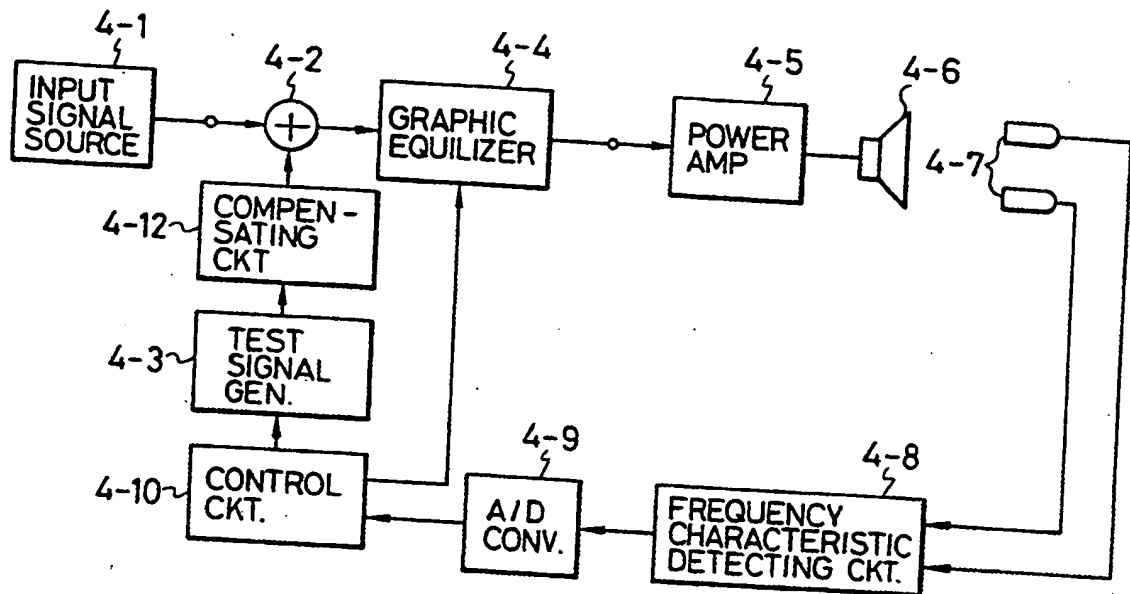 4-1
INPUT
SIGNAL
SOURCE
4-2
4-4
GRAPHIC
EQUILIZER
4-5
POWER
AMP
4-6
4-7
4-12
COMPEN-
SATING
CKT
4-3
TEST
SIGNAL
GEN.
4-10
CONTROL
CKT.
4-9
A/D
CONV.
4-8
FREQUENCY
CHARACTERISTIC
DETECTING CKT.